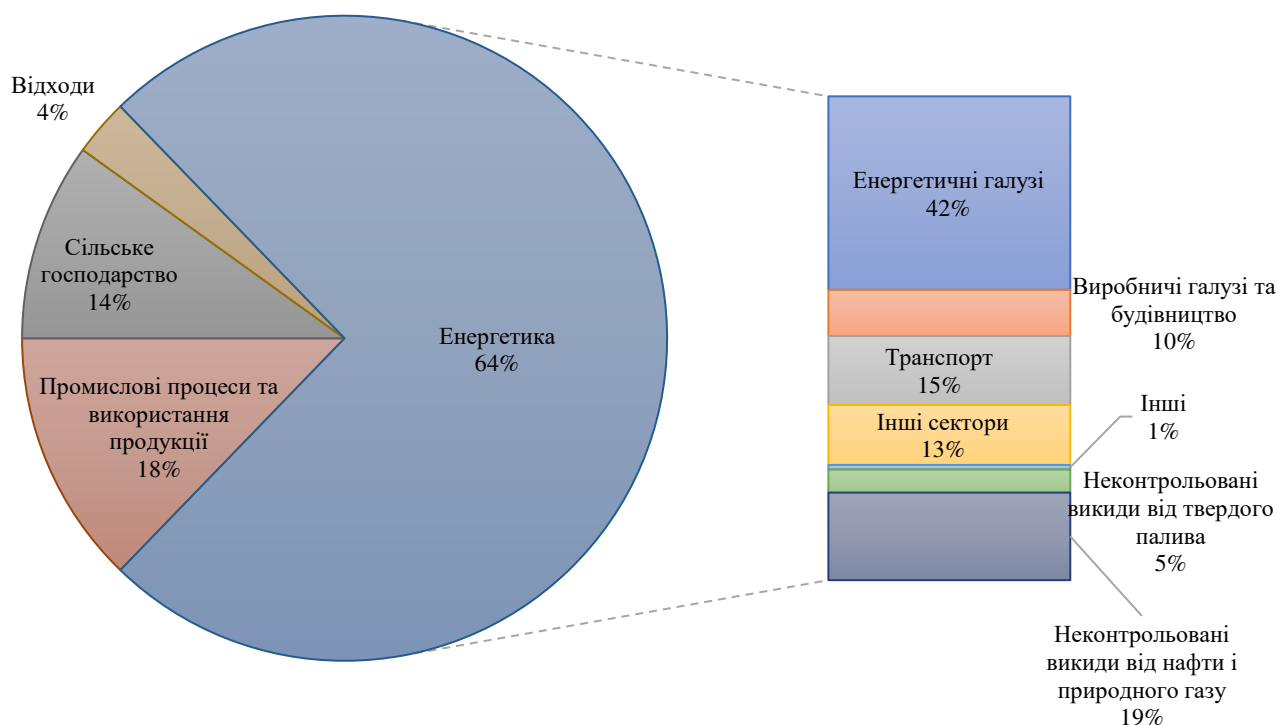 Відходи
4%
Сільське
господарство
14%
Промислові процеси та
використання
продукції
18%
Енергетика
64%
Енергетичні галузі
42%
Виробничі галузі та
будівництво
10%
Транспорт
15%
Інші сектори
13%
Інші
1%
Неконтрольовані
викиди від твердого
палива
5%
Неконтрольовані
викиди від нафти і
природного газу
19%